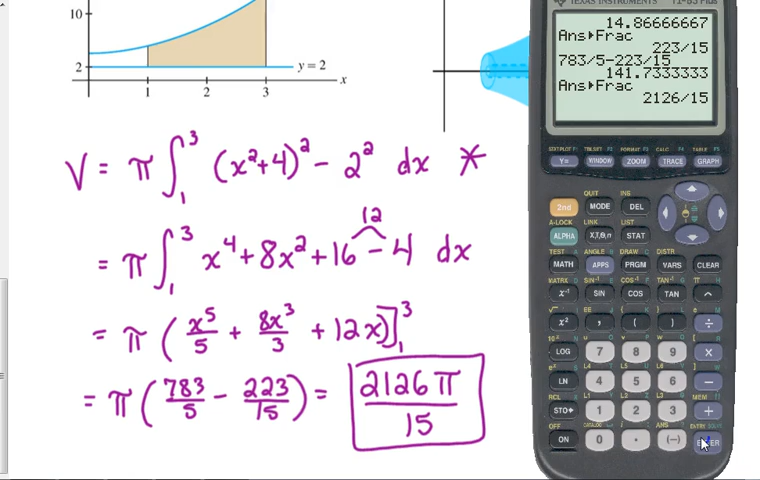 10
2
y = 2
1 2 3 x
V = π ∫₁³ (x²+4)² − 2² dx *
12
= π ∫₁³ x⁴ + 8x² + 16 − 4 dx
= π ( x⁵/5 + 8x³/3 + 12x ) ]₁³
= π ( 783/5 − 223/15 ) = 2126 π / 15
TEXAS INSTRUMENTS
14.86666667
Ans▸Frac
223/15
783/5-223/15
141.7333333
Ans▸Frac
2126/15
Y= WINDOW ZOOM TRACE GRAPH
QUIT INS
2nd MODE DEL
A-LOCK LINK LIST
ALPHA X,T,θ,n STAT
TEST ANGLE DRAW DISTR
MATH APPS PRGM VARS CLEAR
MATRX SIN⁻¹ COS⁻¹ TAN⁻¹ π
x⁻¹ SIN COS TAN ^
x² , ( ) ÷
LOG 7 8 9 ×
LN 4 5 6 −
RCL MEM
STO▸ 1 2 3 +
OFF ANS
ON 0 . (−)